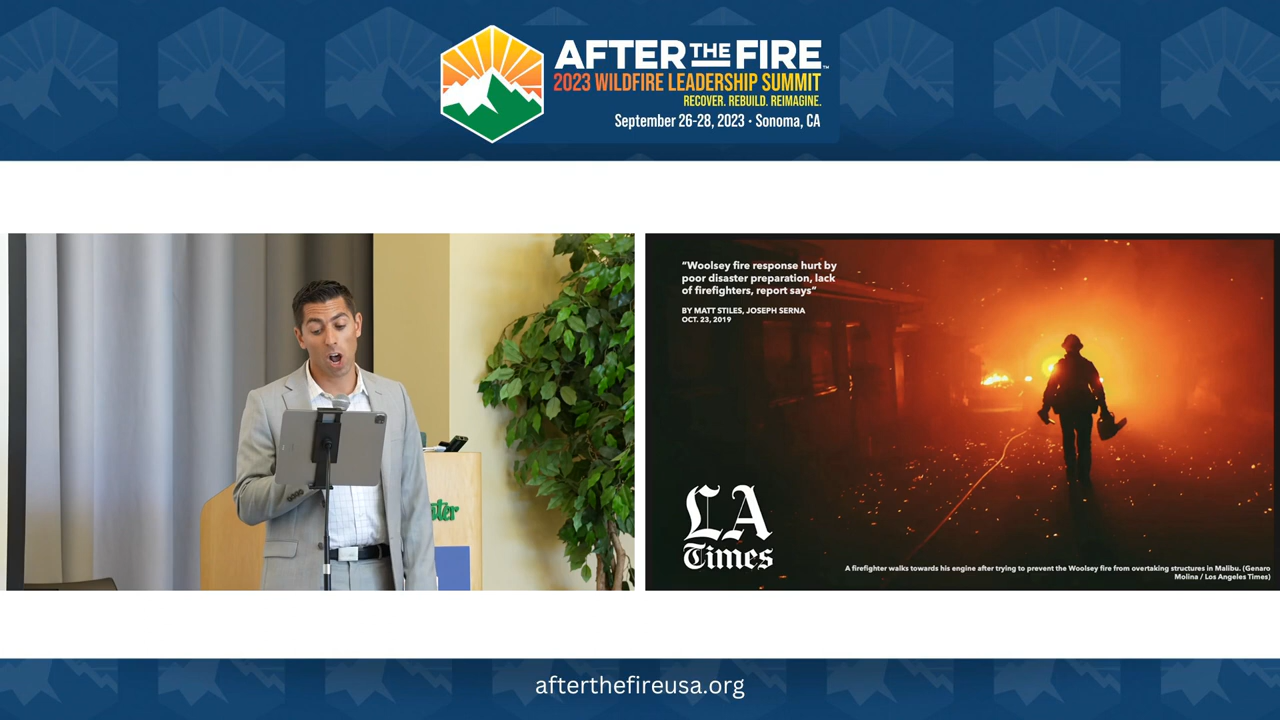 AFTER THE FIRE™
2023 WILDFIRE LEADERSHIP SUMMIT
RECOVER. REBUILD. REIMAGINE.
September 26-28, 2023 • Sonoma, CA
"Woolsey fire response hurt by
poor disaster preparation, lack
of firefighters, report says"
BY MATT STILES, JOSEPH SERNA
OCT. 23, 2019
LA
Times
A firefighter walks towards his engine after trying to prevent the Woolsey fire from overtaking structures in Malibu. (Genaro
Molina / Los Angeles Times)
afterthefireusa.org